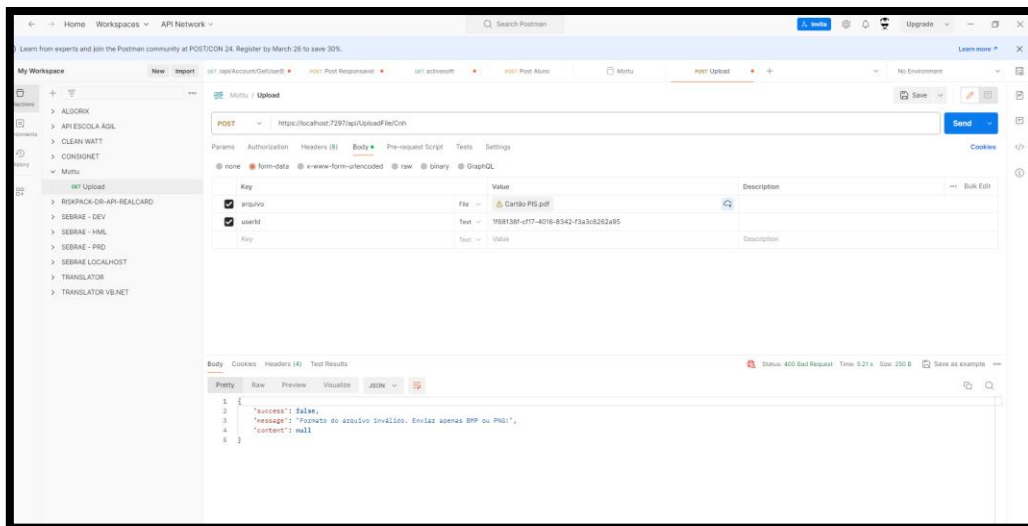 Home Workspaces API Network Search Postman Invite Upgrade
Learn from experts and join the Postman community at POST/CON 24. Register by March 26 to save 30%. Learn more
My Workspace New Import GET /api/Account/GetUserB POST Post Responsavel GET activesoft POST Post Aluno Mottu POST Upload No Environment
Mottu / Upload Save
POST https://localhost:7297/api/UploadFile/Cnh Send
Params Authorization Headers (9) Body Pre-request Script Tests Settings Cookies
none form-data x-www-form-urlencoded raw binary GraphQL
Key Value Description Bulk Edit
arquivo File Cartão PIS.pdf
userId Text
Key Text Value Description
ALGORIX
API ESCOLA ÁGIL
CLEAN WATT
CONSIGNET
Mottu
GET Upload
RISKPACK-DR-API-REALCARD
SEBRAE - DEV
SEBRAE - HML
SEBRAE - PRD
SEBRAE LOCALHOST
TRANSLATOR
TRANSLATOR VB.NET
Body Cookies Headers (4) Test Results Status: 400 Bad Request Time: 5.21 s Size: 250 B Save as example
Pretty Raw Preview Visualize JSON
1 {
2 "success": false,
3 "message": "Formato do arquivo inválido. Enviar apenas BMP ou PNG!",
4 "content": null
5 }